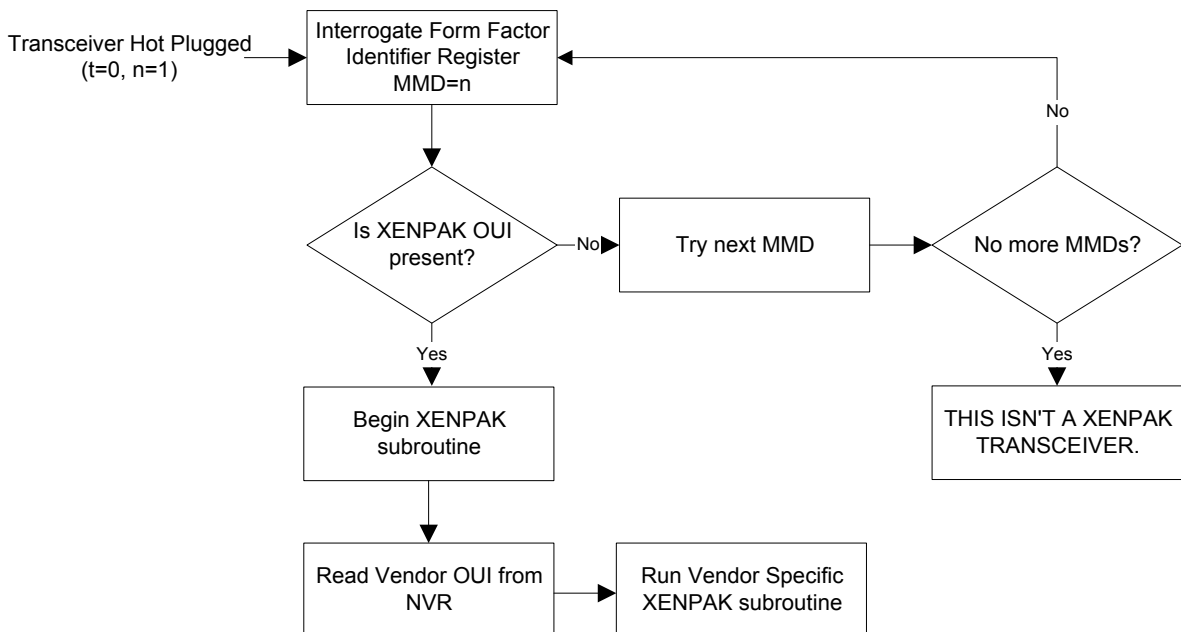 Transceiver Hot Plugged
(t=0, n=1)
Interrogate Form Factor
Identifier Register
MMD=n
No
Is XENPAK OUI
present?
No
Try next MMD
No more MMDs?
Yes
Yes
Begin XENPAK
subroutine
THIS ISN'T A XENPAK
TRANSCEIVER.
Read Vendor OUI from
NVR
Run Vendor Specific
XENPAK subroutine